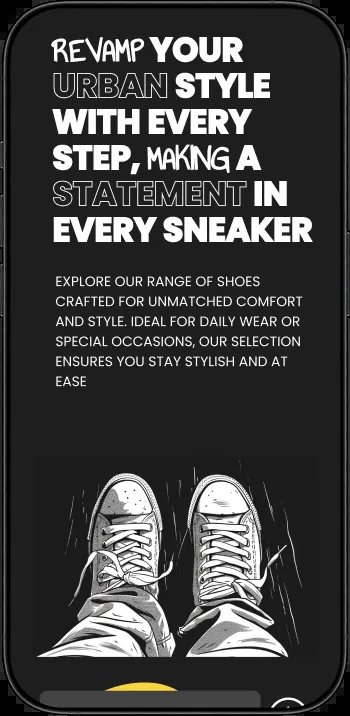 REVAMP YOUR
URBAN STYLE
WITH EVERY
STEP, MAKING A
STATEMENT IN
EVERY SNEAKER
EXPLORE OUR RANGE OF SHOES
CRAFTED FOR UNMATCHED COMFORT
AND STYLE. IDEAL FOR DAILY WEAR OR
SPECIAL OCCASIONS, OUR SELECTION
ENSURES YOU STAY STYLISH AND AT
EASE